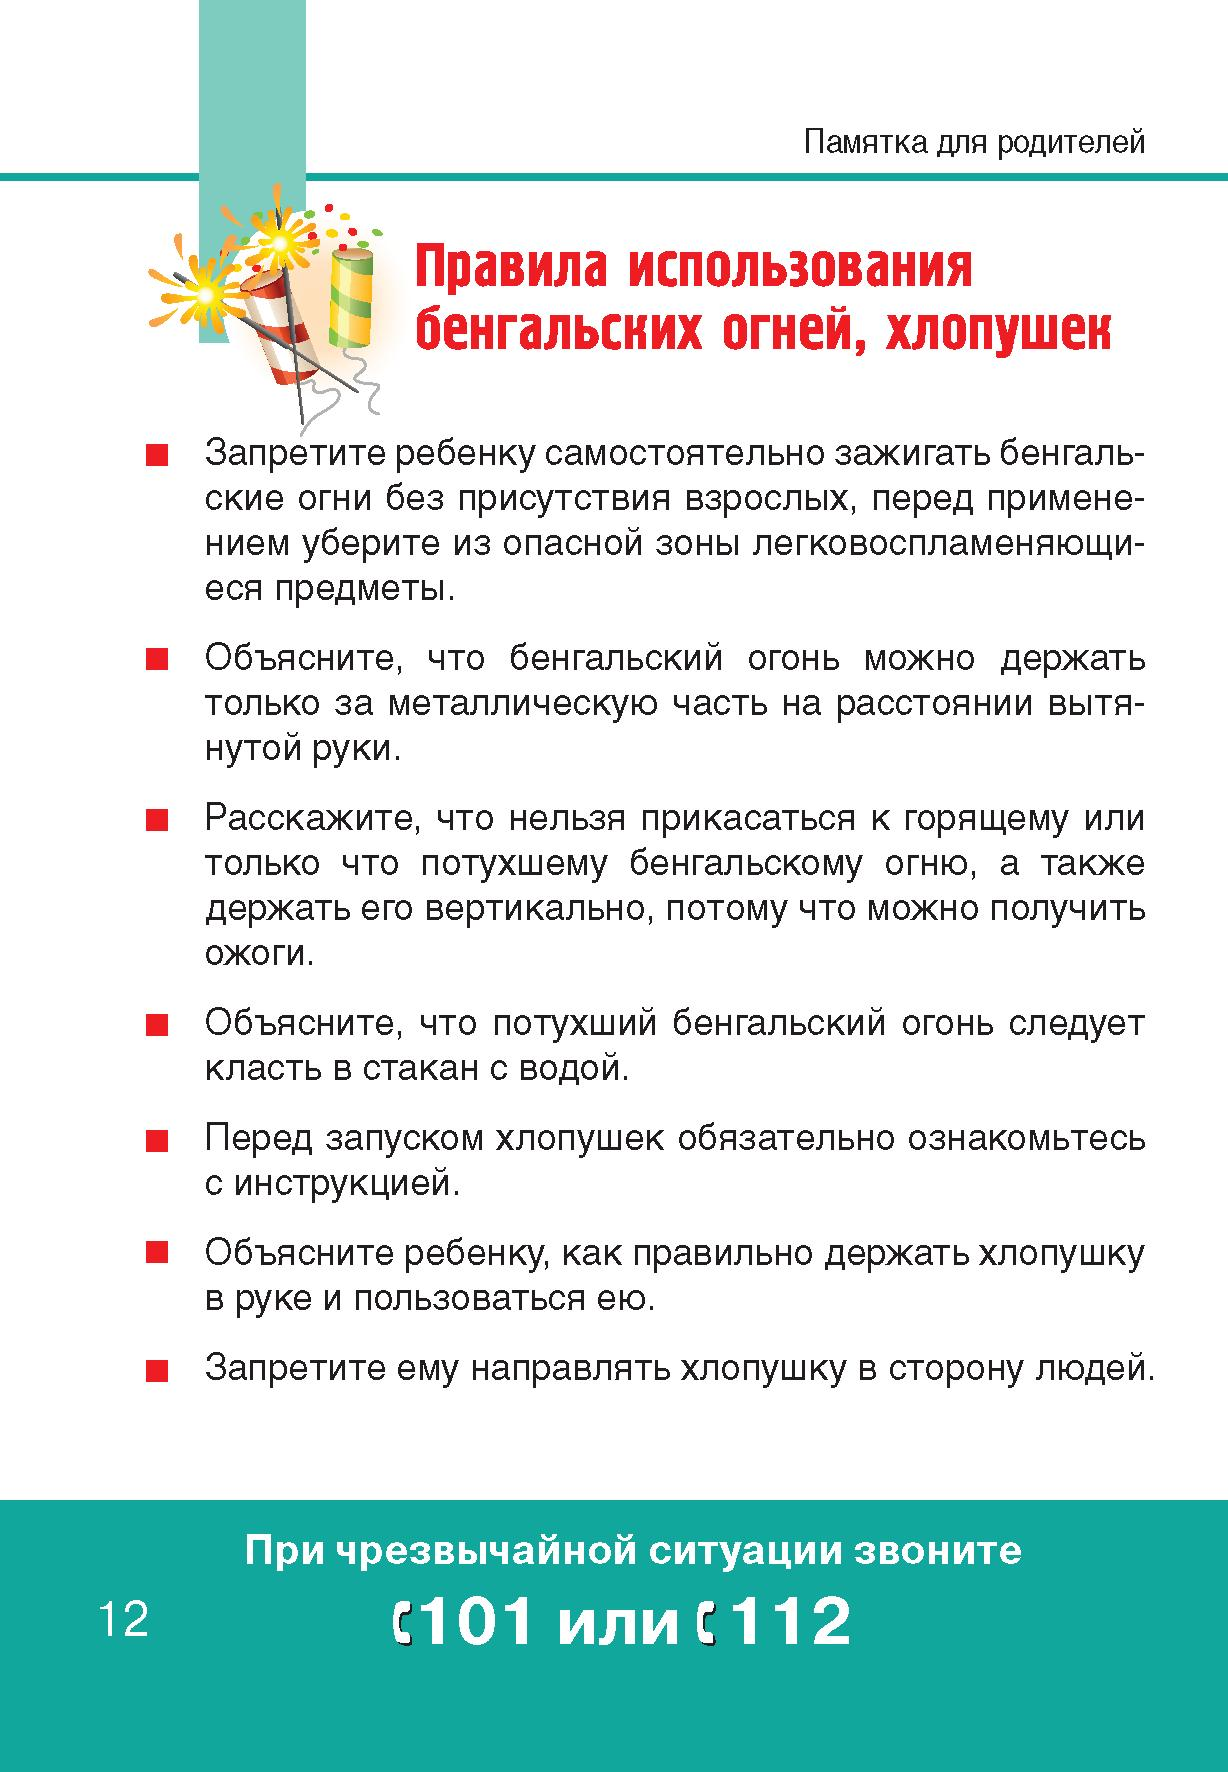 Памятка для родителей
Правила использования
бенгальских огней, хлопушек
Запретите ребенку самостоятельно зажигать бенгаль-
ские огни без присутствия взрослых, перед примене-
нием уберите из опасной зоны легковоспламеняющи-
еся предметы.
Объясните, что бенгальский огонь можно держать
только за металлическую часть на расстоянии вытя-
нутой руки.
Расскажите, что нельзя прикасаться к горящему или
только что потухшему бенгальскому огню, а также
держать его вертикально, потому что можно получить
ожоги.
Объясните, что потухший бенгальский огонь следует
класть в стакан с водой.
Перед запуском хлопушек обязательно ознакомьтесь
с инструкцией.
Объясните ребенку, как правильно держать хлопушку
в руке и пользоваться ею.
Запретите ему направлять хлопушку в сторону людей.
При чрезвычайной ситуации звоните
101 или 112
12